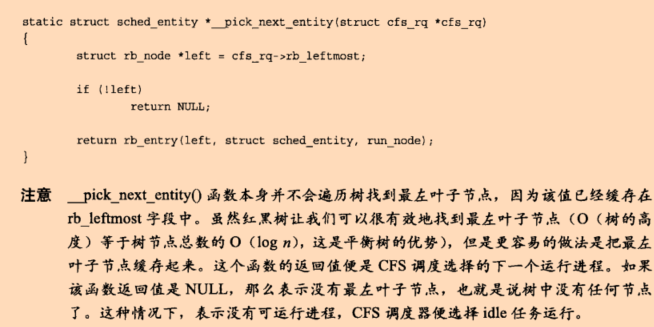 static struct sched_entity *__pick_next_entity(struct cfs_rq *cfs_rq)
{
        struct rb_node *left = cfs_rq->rb_leftmost;

        if (!left)
                return NULL;

        return rb_entry(left, struct sched_entity, run_node);
}
注意 __pick_next_entity() 函数本身并不会遍历树找到最左叶子节点，因为该值已经缓存在
rb_leftmost 字段中。虽然红黑树让我们可以很有效地找到最左叶子节点（O（树的高
度）等于树节点总数的 O（log n），这是平衡树的优势），但是更容易的做法是把最左
叶子节点缓存起来。这个函数的返回值便是 CFS 调度选择的下一个运行进程。如果
该函数返回值是 NULL，那么表示没有最左叶子节点，也就是说树中没有任何节点
了。这种情况下，表示没有可运行进程，CFS 调度器便选择 idle 任务运行。